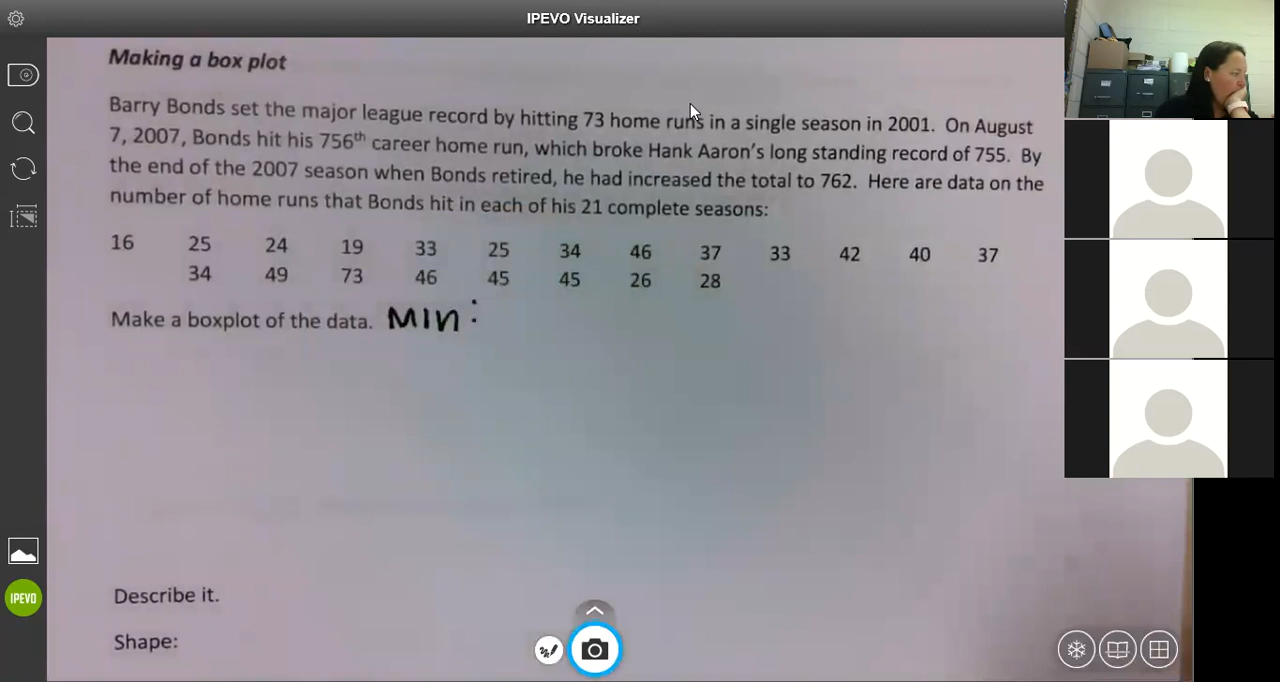 IPEVO Visualizer
Making a box plot
Barry Bonds set the major league record by hitting 73 home runs in a single season in 2001. On August
7, 2007, Bonds hit his 756th career home run, which broke Hank Aaron's long standing record of 755. By
the end of the 2007 season when Bonds retired, he had increased the total to 762. Here are data on the
number of home runs that Bonds hit in each of his 21 complete seasons:
16 25 24 19 33 25 34 46 37 33 42 40 37
34 49 73 46 45 45 26 28
Make a boxplot of the data. MIN:
Describe it.
Shape:
IPEVO